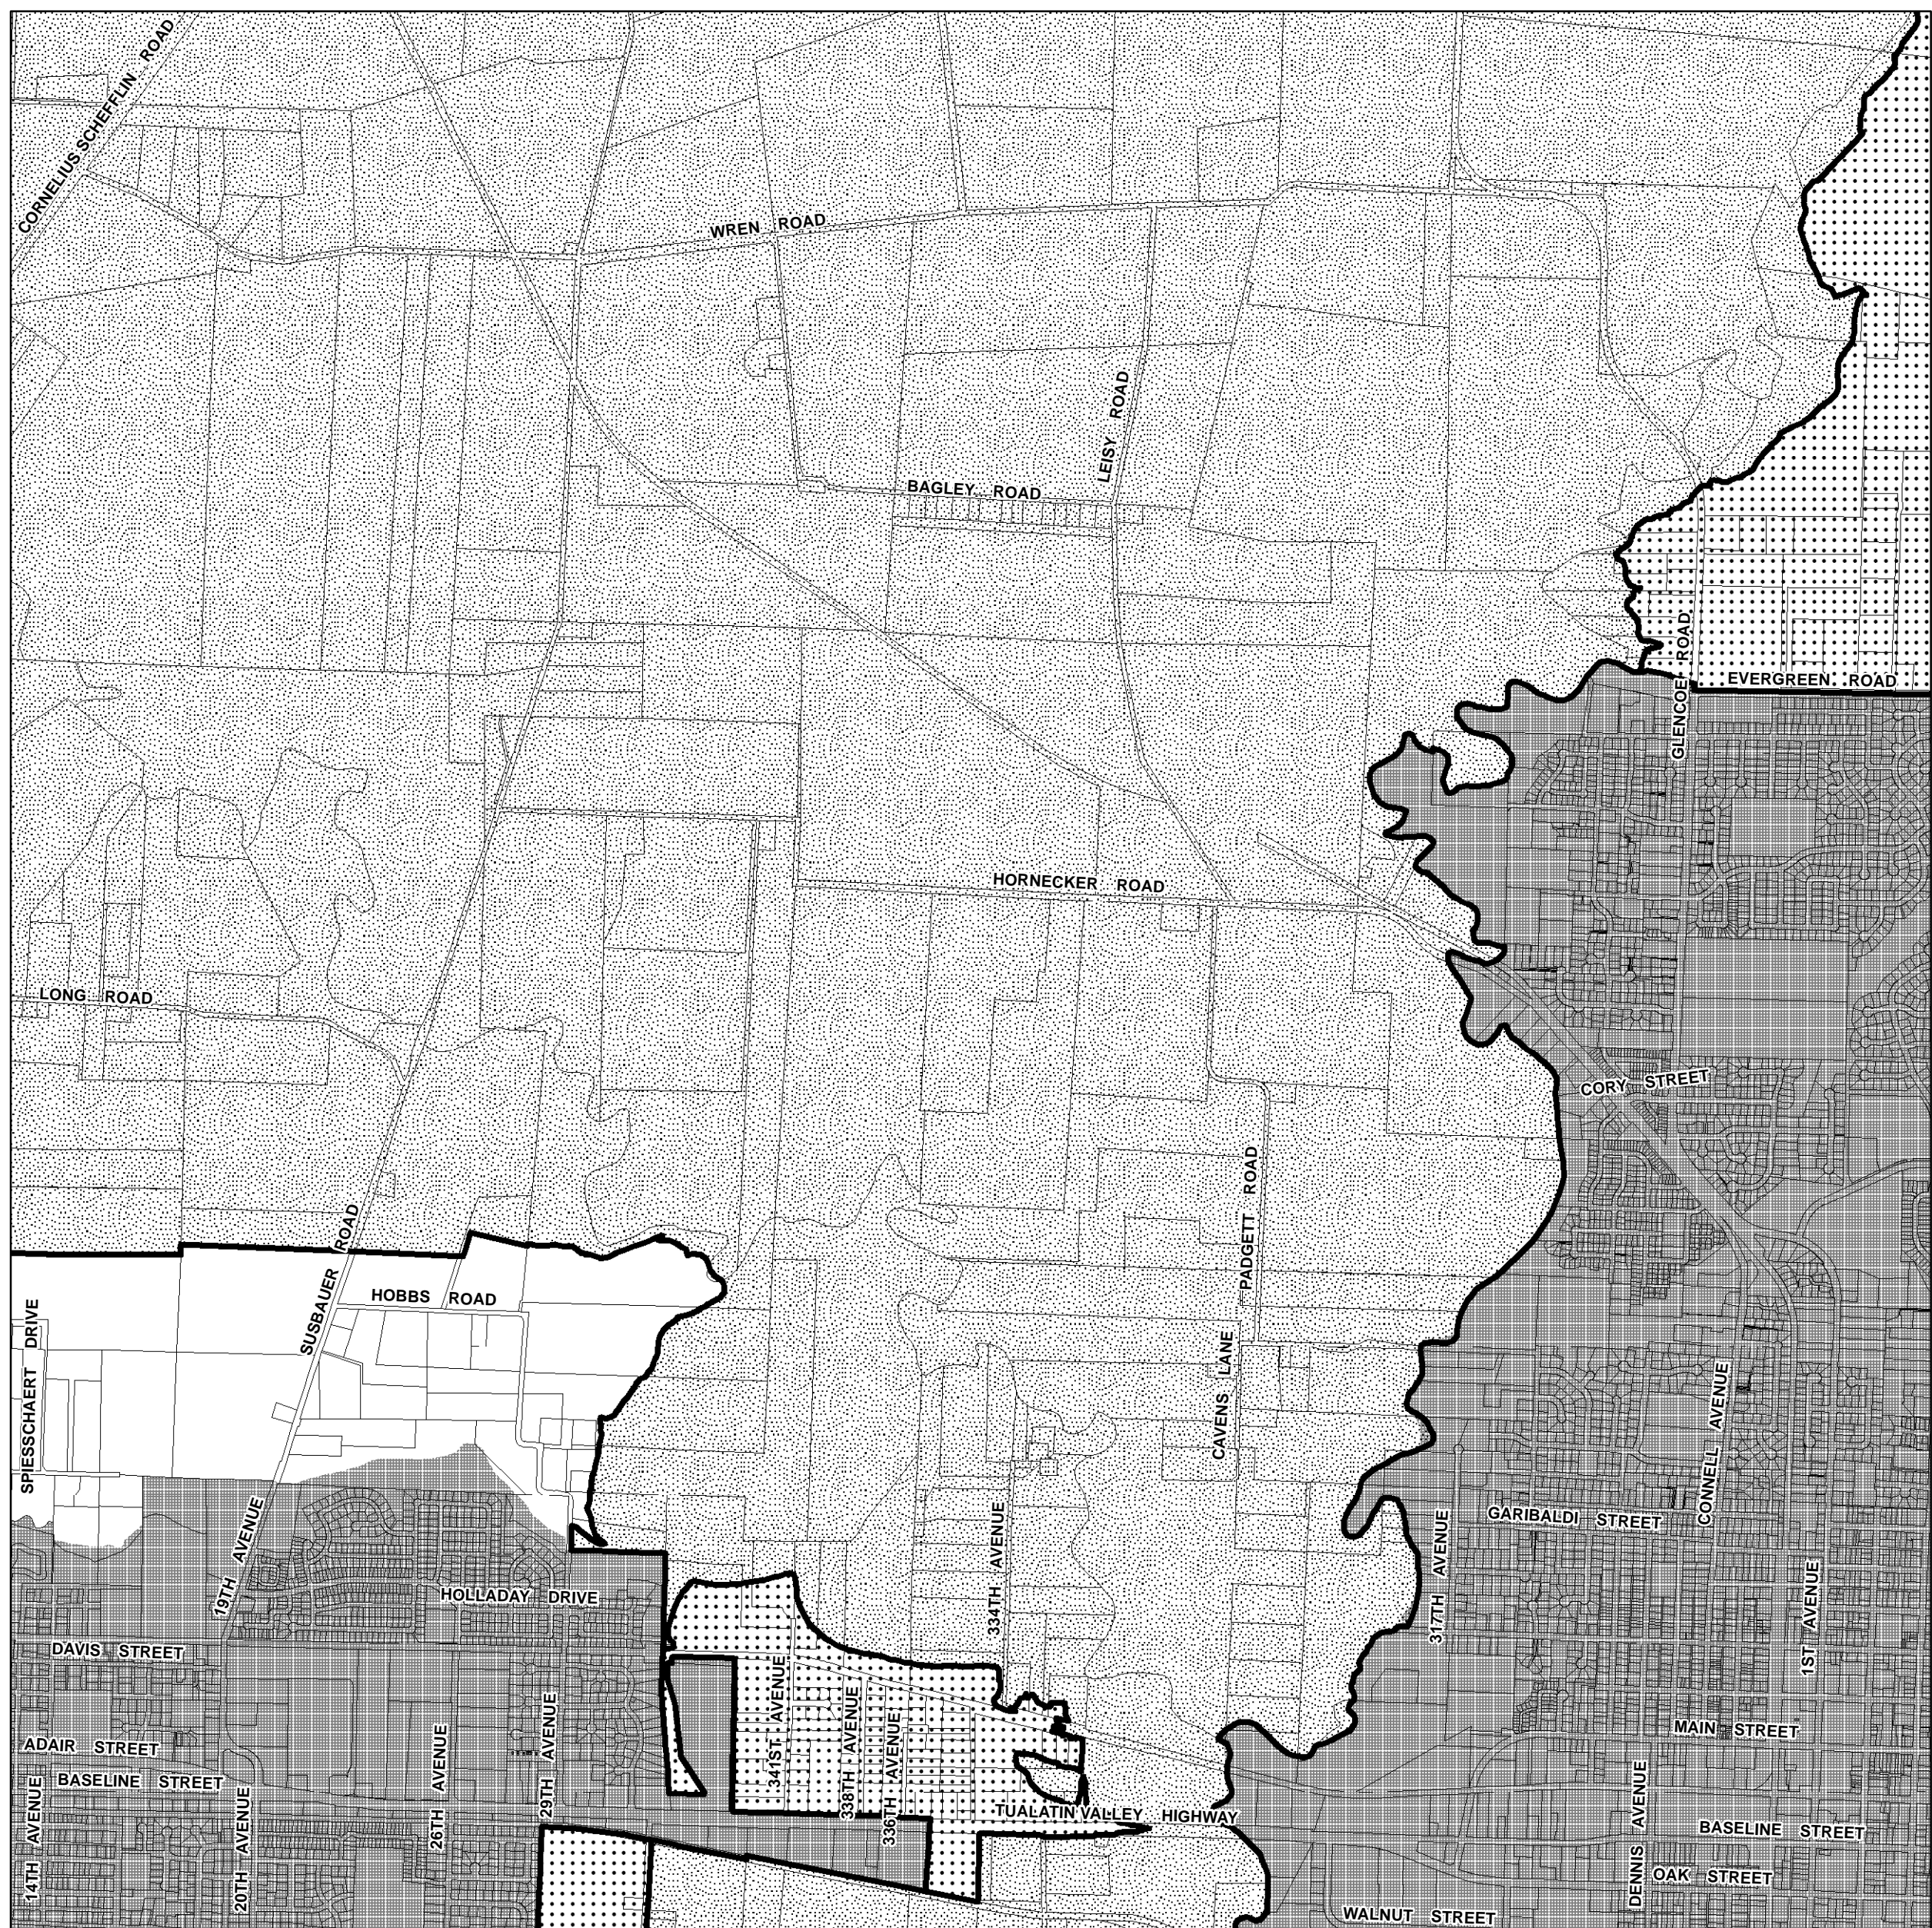 CORNELIUS SCHEFFLIN ROAD
WREN ROAD
LEISY ROAD
BAGLEY ROAD
GLENCOE ROAD
EVERGREEN ROAD
HORNECKER ROAD
LONG ROAD
CORY STREET
PADGETT ROAD
SUSBAUER ROAD
HOBBS ROAD
SPIESSCHAERT DRIVE
CAVENS LANE
CONNELL AVENUE
GARIBALDI STREET
19TH AVENUE
334TH AVENUE
317TH AVENUE
HOLLADAY DRIVE
1ST AVENUE
DAVIS STREET
341ST AVENUE
338TH AVENUE
336TH AVENUE
29TH AVENUE
26TH AVENUE
MAIN STREET
ADAIR STREET
BASELINE STREET
14TH AVENUE
20TH AVENUE
TUALATIN VALLEY HIGHWAY
DENNIS AVENUE
BASELINE STREET
OAK STREET
WALNUT STREET